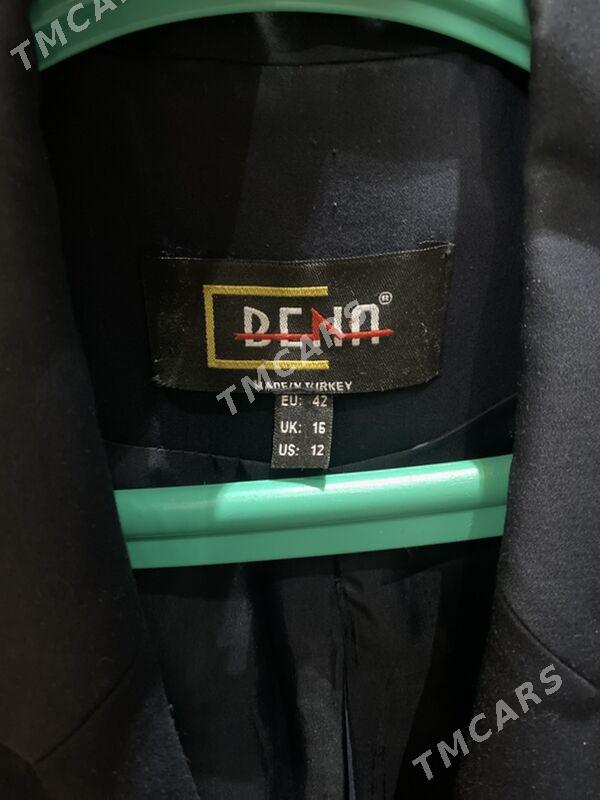 TMCARS
DENA®
TMCARS
MADE IN TURKEY
EU: 42
UK: 16
US: 12
TMCARS